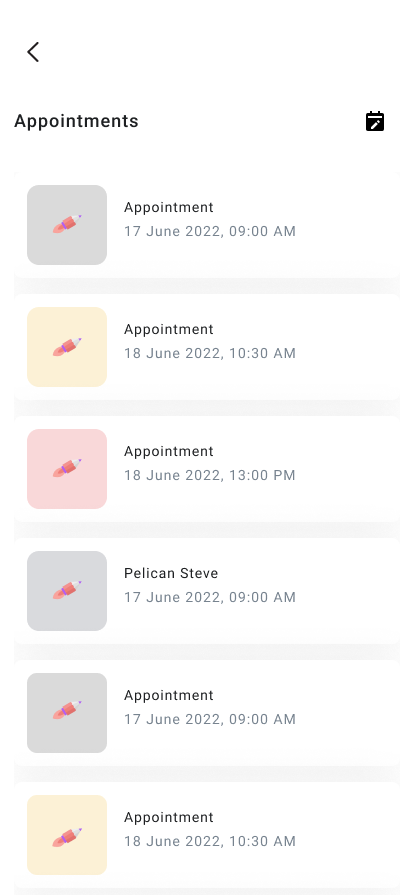 Appointments
Appointment
17 June 2022, 09:00 AM
Appointment
18 June 2022, 10:30 AM
Appointment
18 June 2022, 13:00 PM
Pelican Steve
17 June 2022, 09:00 AM
Appointment
17 June 2022, 09:00 AM
Appointment
18 June 2022, 10:30 AM